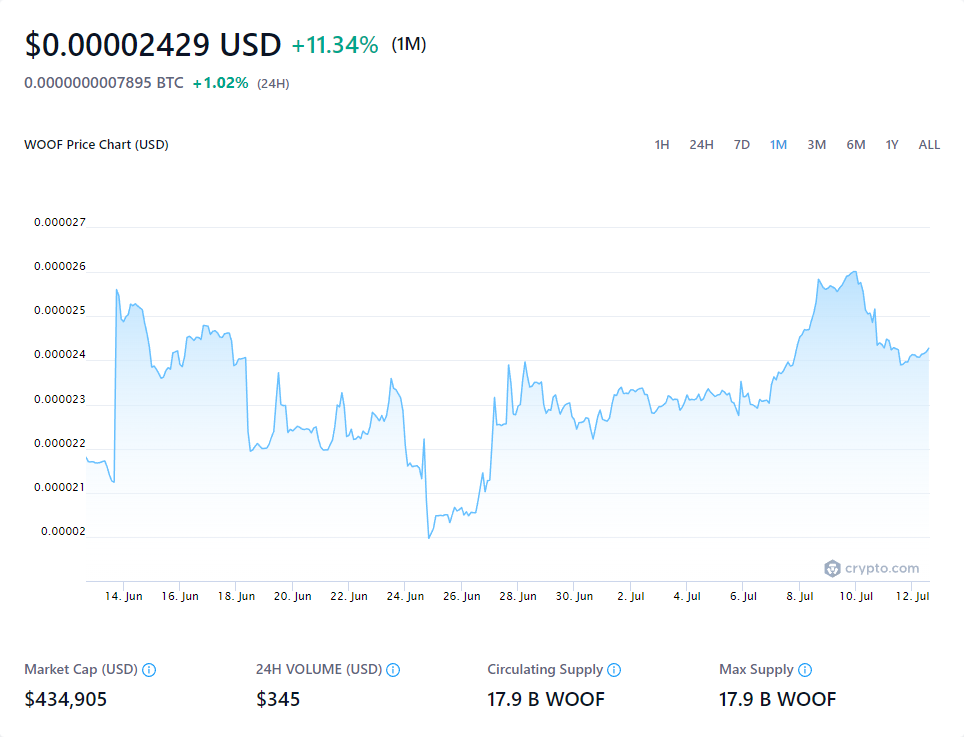 $0.00002429 USD +11.34% (1M)
0.0000000007895 BTC +1.02% (24H)
WOOF Price Chart (USD) 1H 24H 7D 1M 3M 6M 1Y ALL
0.000027
0.000026
0.000025
0.000024
0.000023
0.000022
0.000021
0.00002
crypto.com
14. Jun 16. Jun 18. Jun 20. Jun 22. Jun 24. Jun 26. Jun 28. Jun 30. Jun 2. Jul 4. Jul 6. Jul 8. Jul 10. Jul 12. Jul
Market Cap (USD) 24H VOLUME (USD) Circulating Supply Max Supply
$434,905 $345 17.9 B WOOF 17.9 B WOOF